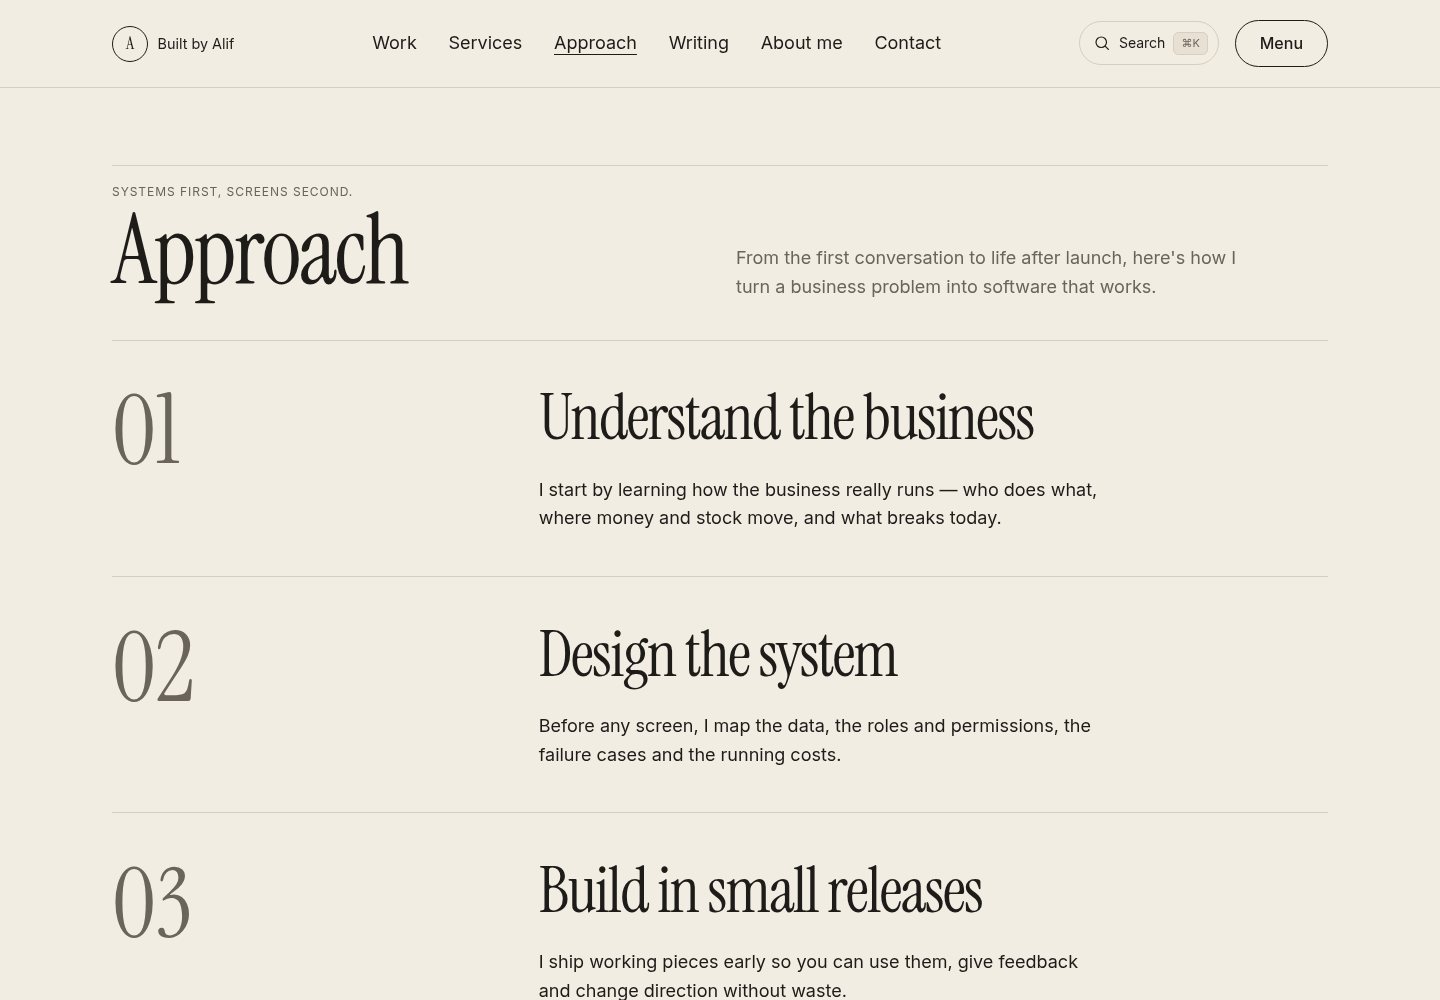 A
Built by Alif
Work
Services
Approach
Writing
About me
Contact
Search
⌘K
Menu
SYSTEMS FIRST, SCREENS SECOND.
Approach
From the first conversation to life after launch, here's how I
turn a business problem into software that works.
01
Understand the business
I start by learning how the business really runs — who does what,
where money and stock move, and what breaks today.
02
Design the system
Before any screen, I map the data, the roles and permissions, the
failure cases and the running costs.
03
Build in small releases
I ship working pieces early so you can use them, give feedback
and change direction without waste.